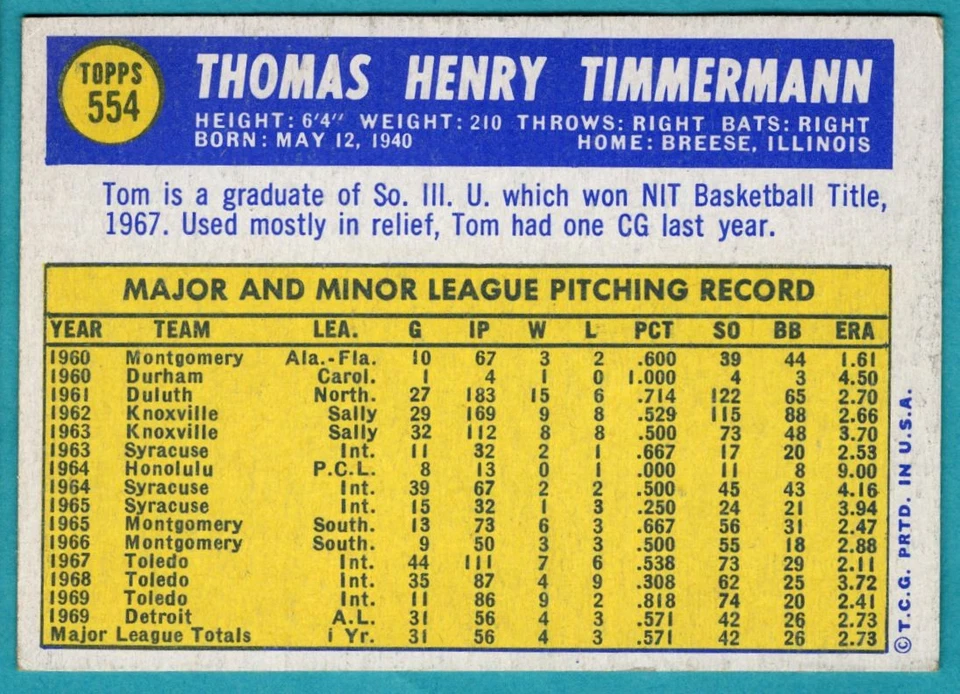 TOPPS
554
THOMAS HENRY TIMMERMANN
HEIGHT: 6'4" WEIGHT: 210 THROWS: RIGHT BATS: RIGHT
BORN: MAY 12, 1940 HOME: BREESE, ILLINOIS
Tom is a graduate of So. Ill. U. which won NIT Basketball Title,
1967. Used mostly in relief, Tom had one CG last year.
MAJOR AND MINOR LEAGUE PITCHING RECORD
YEAR TEAM LEA. G IP W L PCT SO BB ERA
1960 Montgomery Ala.-Fla. 10 67 3 2 .600 39 44 1.61
1960 Durham Carol. 1 4 1 0 1.000 4 3 4.50
1961 Duluth North. 27 183 15 6 .714 122 65 2.70
1962 Knoxville Sally 29 169 9 8 .529 115 88 2.66
1963 Knoxville Sally 32 112 8 8 .500 73 48 3.70
1963 Syracuse Int. 11 32 2 1 .667 17 20 2.53
1964 Honolulu P.C.L. 8 13 0 1 .000 11 8 9.00
1964 Syracuse Int. 39 67 2 2 .500 45 43 4.16
1965 Syracuse Int. 15 32 1 3 .250 24 21 3.94
1965 Montgomery South. 13 73 6 3 .667 56 31 2.47
1966 Montgomery South. 9 50 3 3 .500 55 18 2.88
1967 Toledo Int. 44 111 7 6 .538 73 29 2.11
1968 Toledo Int. 35 87 4 9 .308 62 25 3.72
1969 Toledo Int. 11 86 9 2 .818 74 20 2.41
1969 Detroit A.L. 31 56 4 3 .571 42 26 2.73
Major League Totals 1 Yr. 31 56 4 3 .571 42 26 2.73
© T.C.G. PRTD. IN U.S.A.